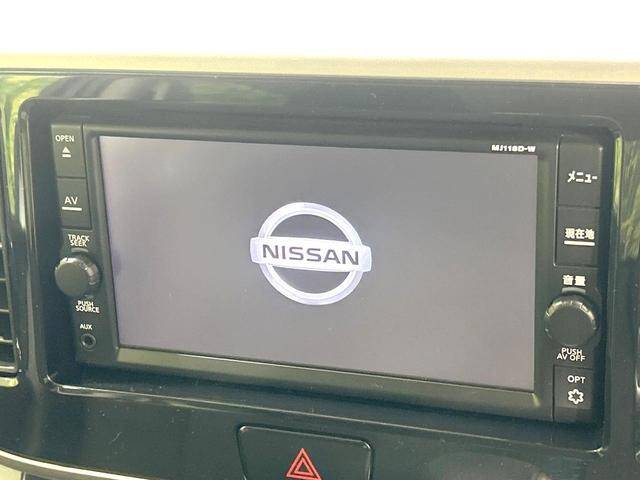 MJ118D-W
OPEN
AV
TRACK
SEEK
PUSH
SOURCE
AUX
NISSAN
メニュー
現在地
音量
PUSH
AV OFF
OPT